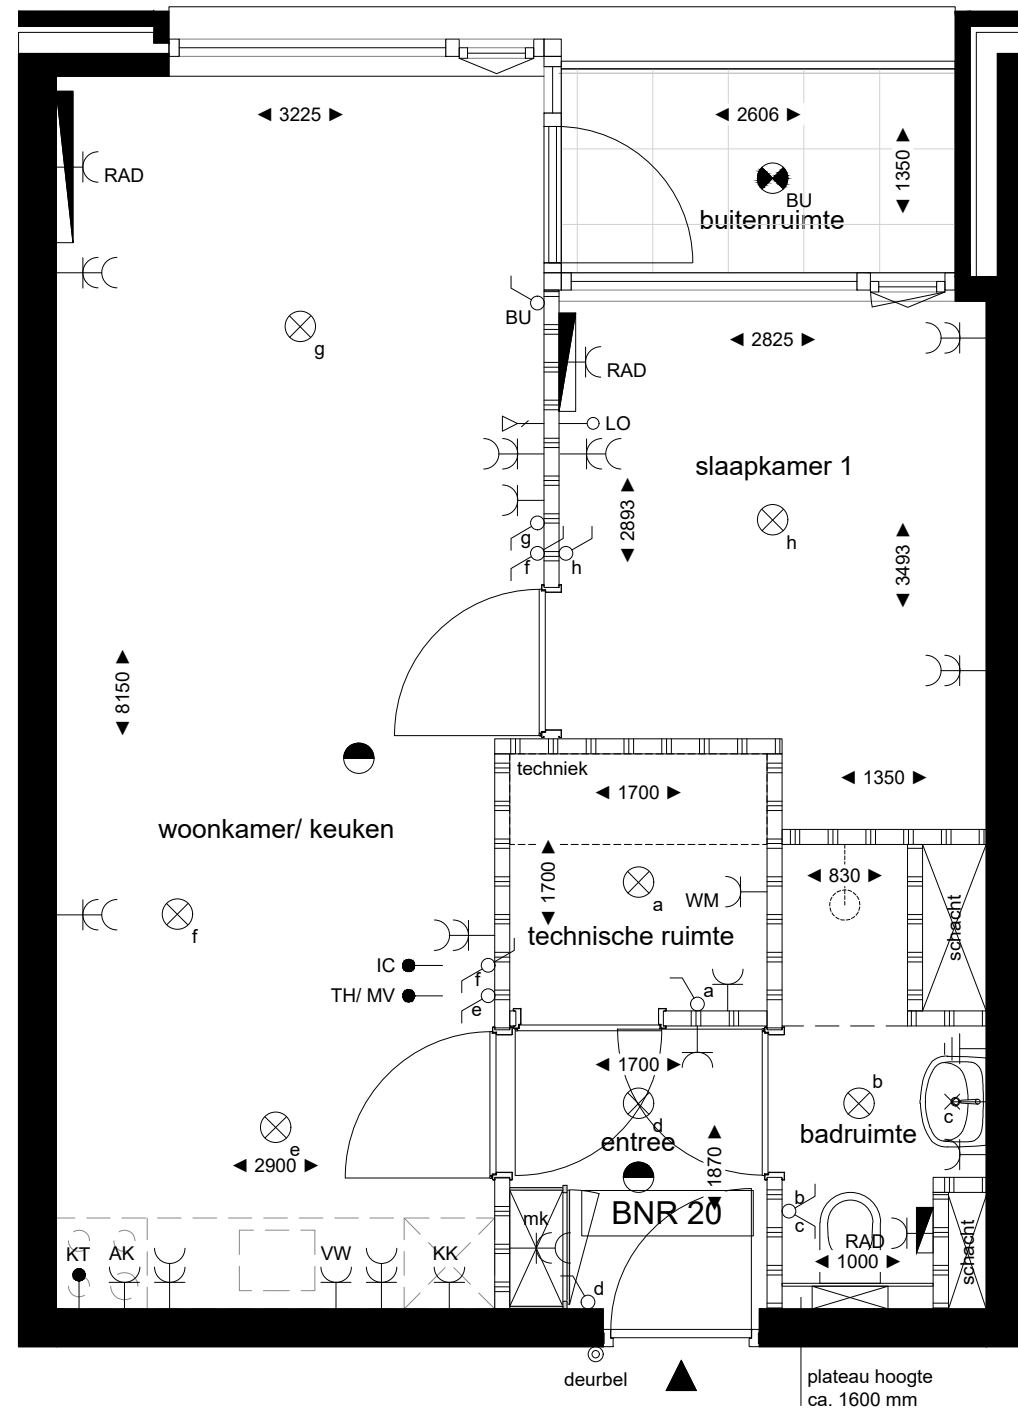 3225
2606
1350
RAD
BU
buitenruimte
BU
g
2825
RAD
LO
slaapkamer 1
2893
g
h
3493
f
h
8150
techniek
1700
1350
woonkamer/ keuken
1700
a
WM
830
schacht
f
technische ruimte
IC
f
TH/ MV
e
a
1700
b
c
d
e
entree
badruimte
2900
1870
b
c
mk
BNR 20
RAD
KT
AK
VW
KK
1000
schacht
d
deurbel
plateau hoogte
ca. 1600 mm